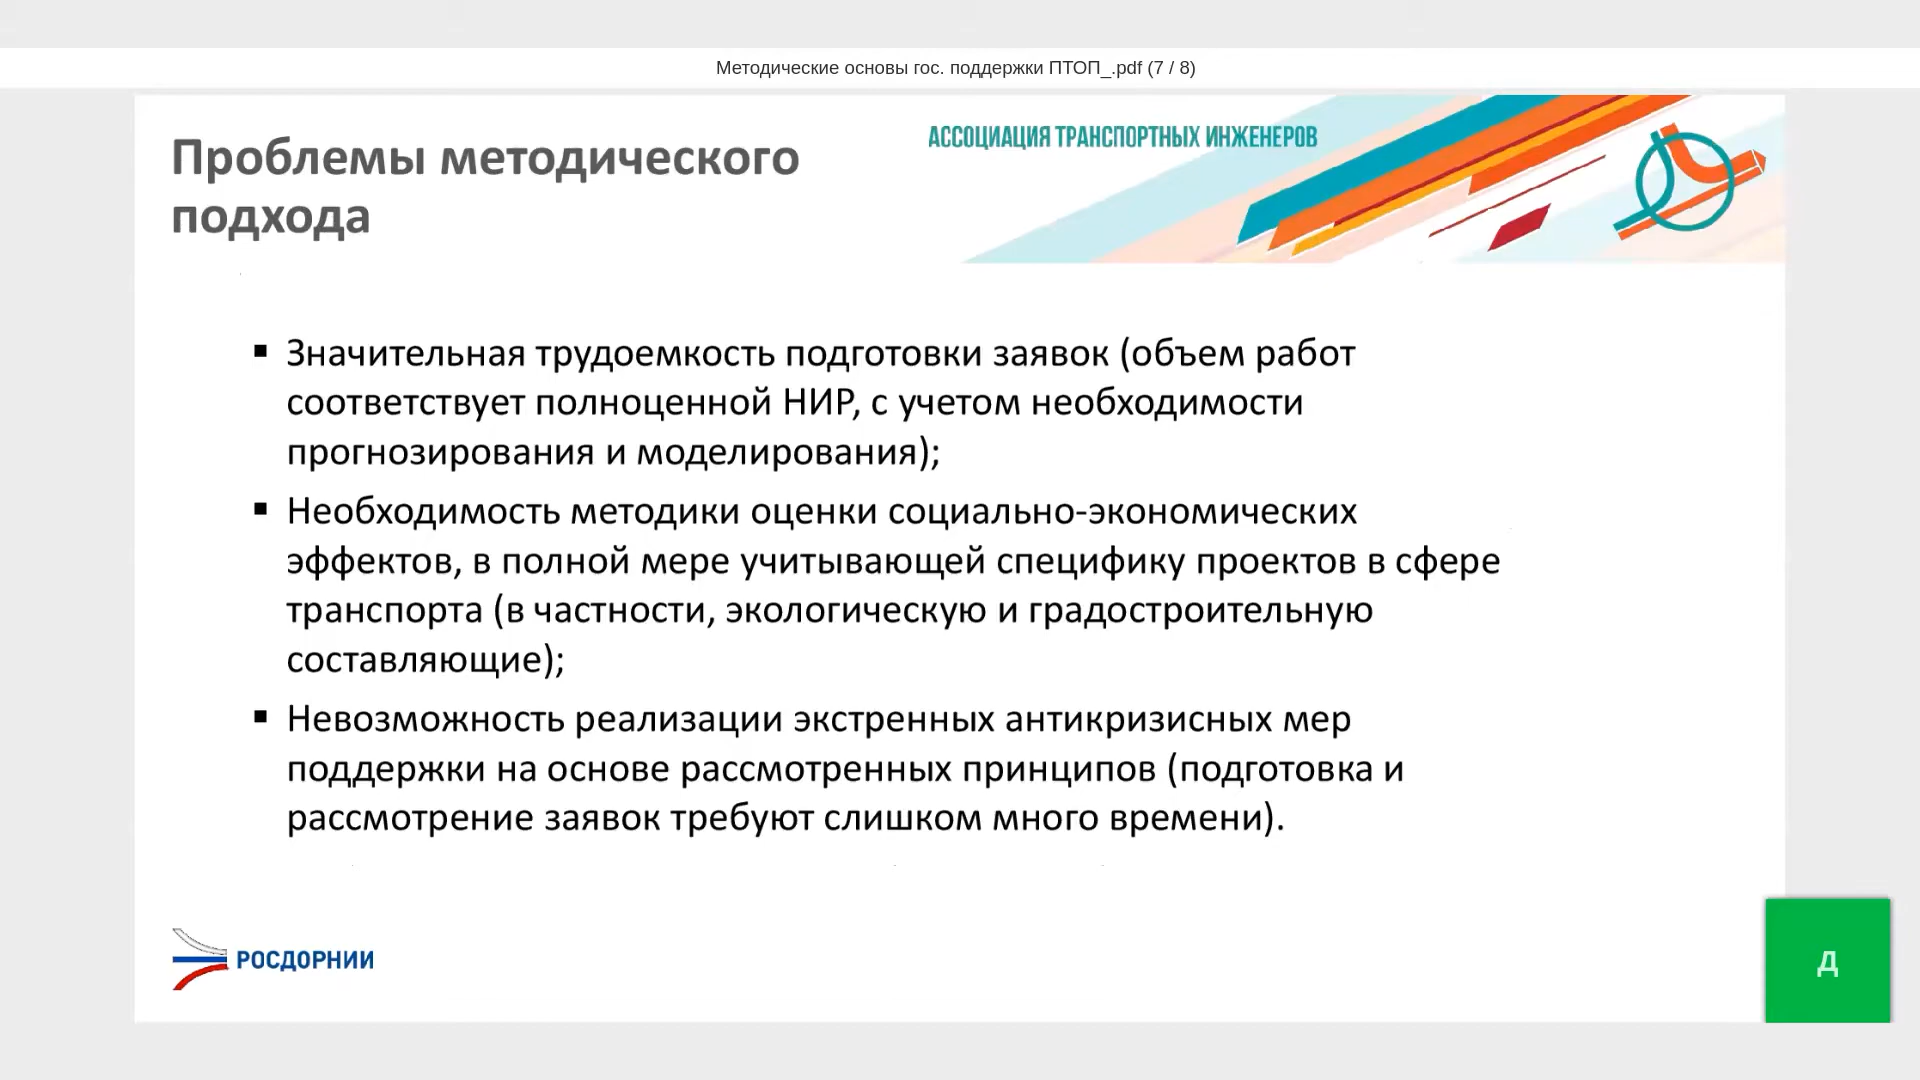 Методические основы гос. поддержки ПТОП_.pdf (7 / 8)
Проблемы методического
подхода
АССОЦИАЦИЯ ТРАНСПОРТНЫХ ИНЖЕНЕРОВ
▪ Значительная трудоемкость подготовки заявок (объем работ
соответствует полноценной НИР, с учетом необходимости
прогнозирования и моделирования);
▪ Необходимость методики оценки социально-экономических
эффектов, в полной мере учитывающей специфику проектов в сфере
транспорта (в частности, экологическую и градостроительную
составляющие);
▪ Невозможность реализации экстренных антикризисных мер
поддержки на основе рассмотренных принципов (подготовка и
рассмотрение заявок требуют слишком много времени).
РОСДОРНИИ
Д